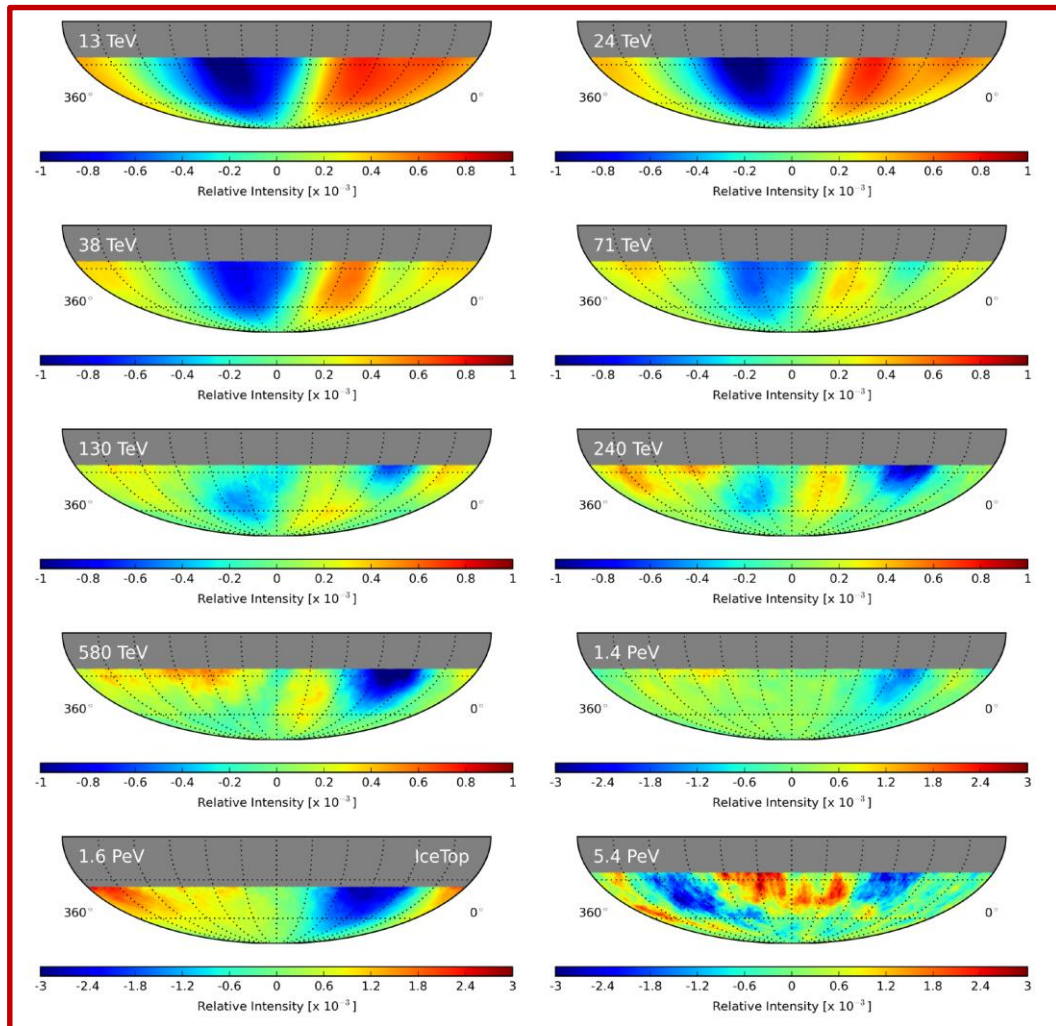 13 TeV
24 TeV
360° 0°
360° 0°
-1 -0.8 -0.6 -0.4 -0.2 0 0.2 0.4 0.6 0.8 1
Relative Intensity [x 10⁻³]
-1 -0.8 -0.6 -0.4 -0.2 0 0.2 0.4 0.6 0.8 1
Relative Intensity [x 10⁻³]
38 TeV
71 TeV
360° 0°
360° 0°
-1 -0.8 -0.6 -0.4 -0.2 0 0.2 0.4 0.6 0.8 1
Relative Intensity [x 10⁻³]
-1 -0.8 -0.6 -0.4 -0.2 0 0.2 0.4 0.6 0.8 1
Relative Intensity [x 10⁻³]
130 TeV
240 TeV
360° 0°
360° 0°
-1 -0.8 -0.6 -0.4 -0.2 0 0.2 0.4 0.6 0.8 1
Relative Intensity [x 10⁻³]
-1 -0.8 -0.6 -0.4 -0.2 0 0.2 0.4 0.6 0.8 1
Relative Intensity [x 10⁻³]
580 TeV
1.4 PeV
360° 0°
360° 0°
-1 -0.8 -0.6 -0.4 -0.2 0 0.2 0.4 0.6 0.8 1
Relative Intensity [x 10⁻³]
-3 -2.4 -1.8 -1.2 -0.6 0 0.6 1.2 1.8 2.4 3
Relative Intensity [x 10⁻³]
1.6 PeV IceTop
5.4 PeV
360° 0°
360° 0°
-3 -2.4 -1.8 -1.2 -0.6 0 0.6 1.2 1.8 2.4 3
Relative Intensity [x 10⁻³]
-3 -2.4 -1.8 -1.2 -0.6 0 0.6 1.2 1.8 2.4 3
Relative Intensity [x 10⁻³]